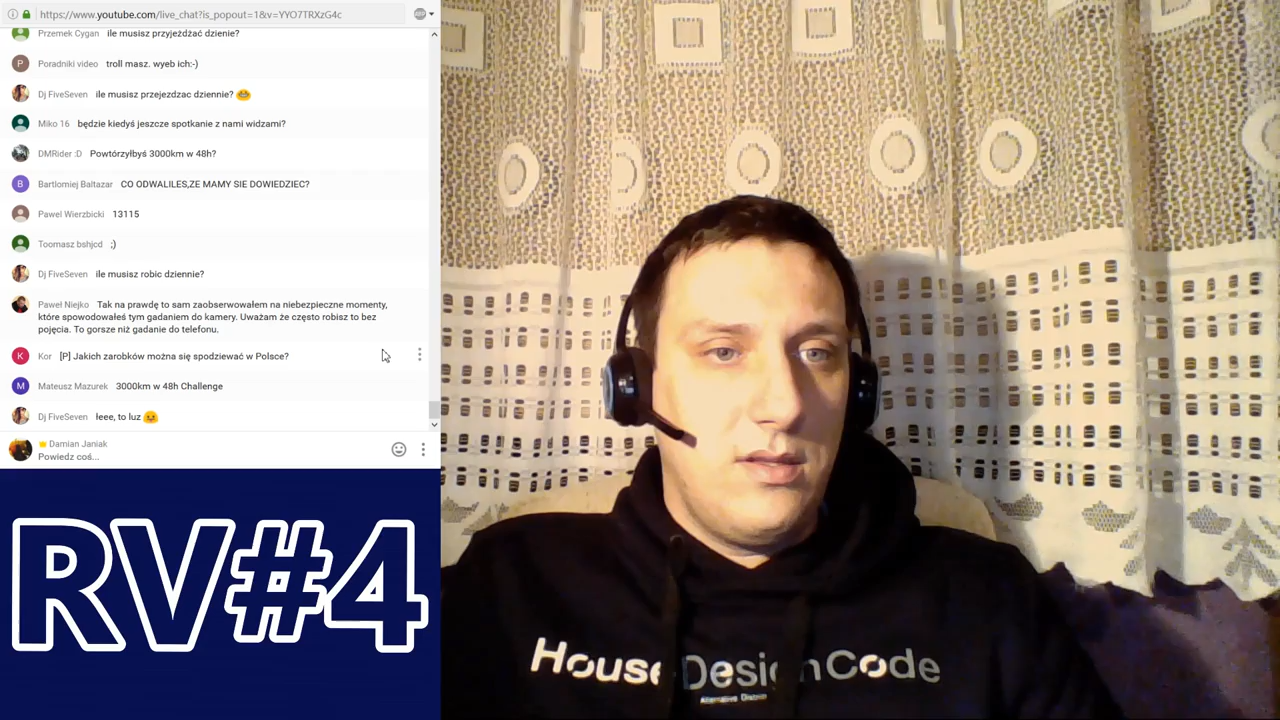 https://www.youtube.com/live_chat?is_popout=1&v=YYO7TRXzG4c
Przemek Cygan ile musisz przyjeżdżać dzienie?
P Poradniki video troll masz. wyeb ich:-)
Dj FiveSeven ile musisz przejezdzac dziennie?
Miko 16 będzie kiedyś jeszcze spotkanie z nami widzami?
DMRider :D Powtórzyłbyś 3000km w 48h?
B Bartlomiej Baltazar CO ODWALILES,ZE MAMY SIE DOWIEDZIEC?
Pawel Wierzbicki 13115
Toomasz bshjcd ;)
Dj FiveSeven ile musisz robic dziennie?
Paweł Niejko Tak na prawdę to sam zaobserwowałem na niebezpieczne momenty,
które spowodowałeś tym gadaniem do kamery. Uważam że często robisz to bez
pojęcia. To gorsze niż gadanie do telefonu.
K Kor [P] Jakich zarobków można się spodziewać w Polsce?
M Mateusz Mazurek 3000km w 48h Challenge
Dj FiveSeven łeee, to luz
Damian Janiak
Powiedz coś...
RV#4
House Design Code